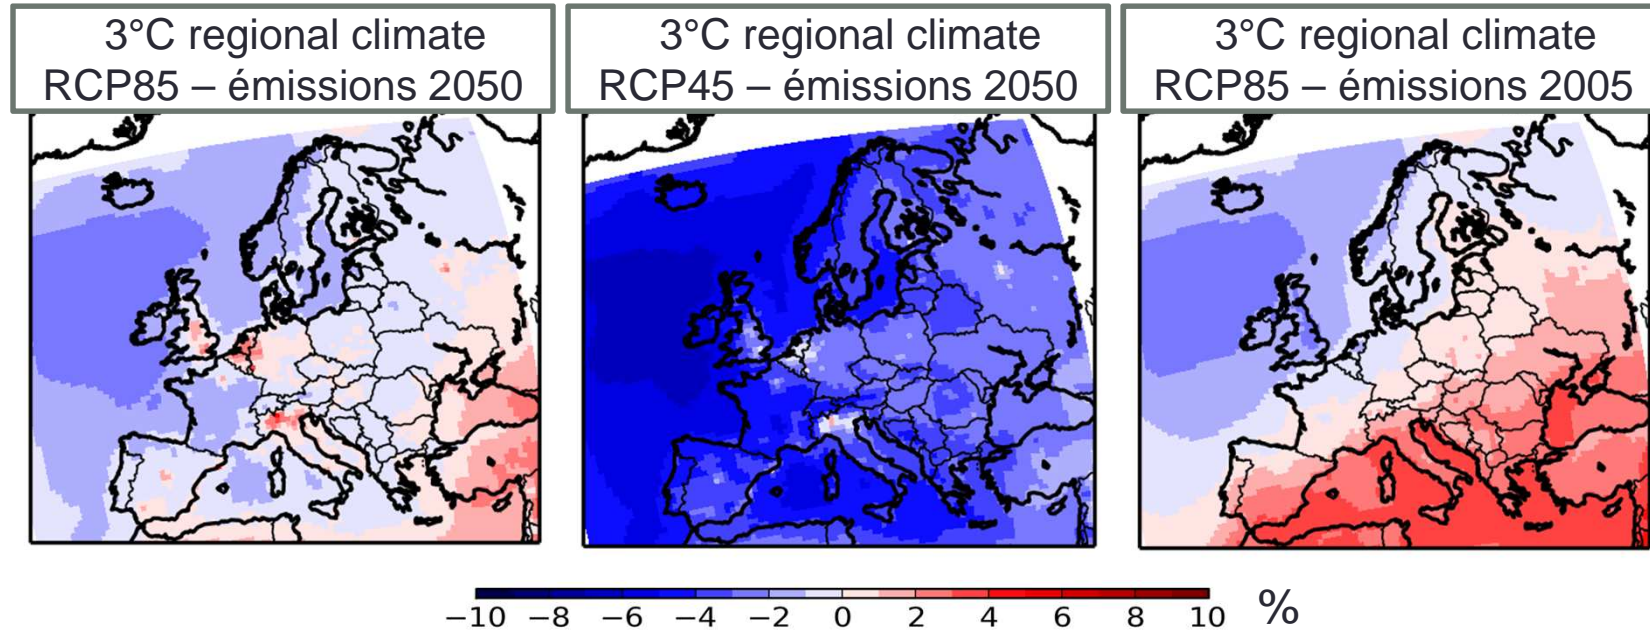 3°C regional climate
RCP85 – émissions 2050
3°C regional climate
RCP45 – émissions 2050
3°C regional climate
RCP85 – émissions 2005
−10 −8 −6 −4 −2 0 2 4 6 8 10 %